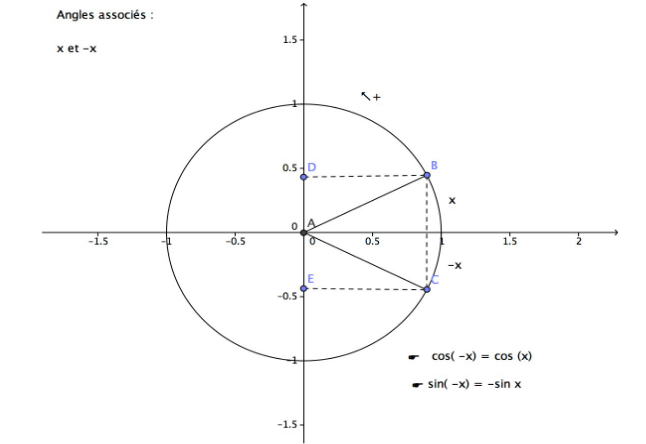 Angles associés :
x et -x
1.5
+
1
0.5
D
B
x
0
A
-1.5
-1
-0.5
0
0.5
1
1.5
2
-x
E
C
-0.5
-1
cos( -x) = cos (x)
sin( -x) = -sin x
-1.5